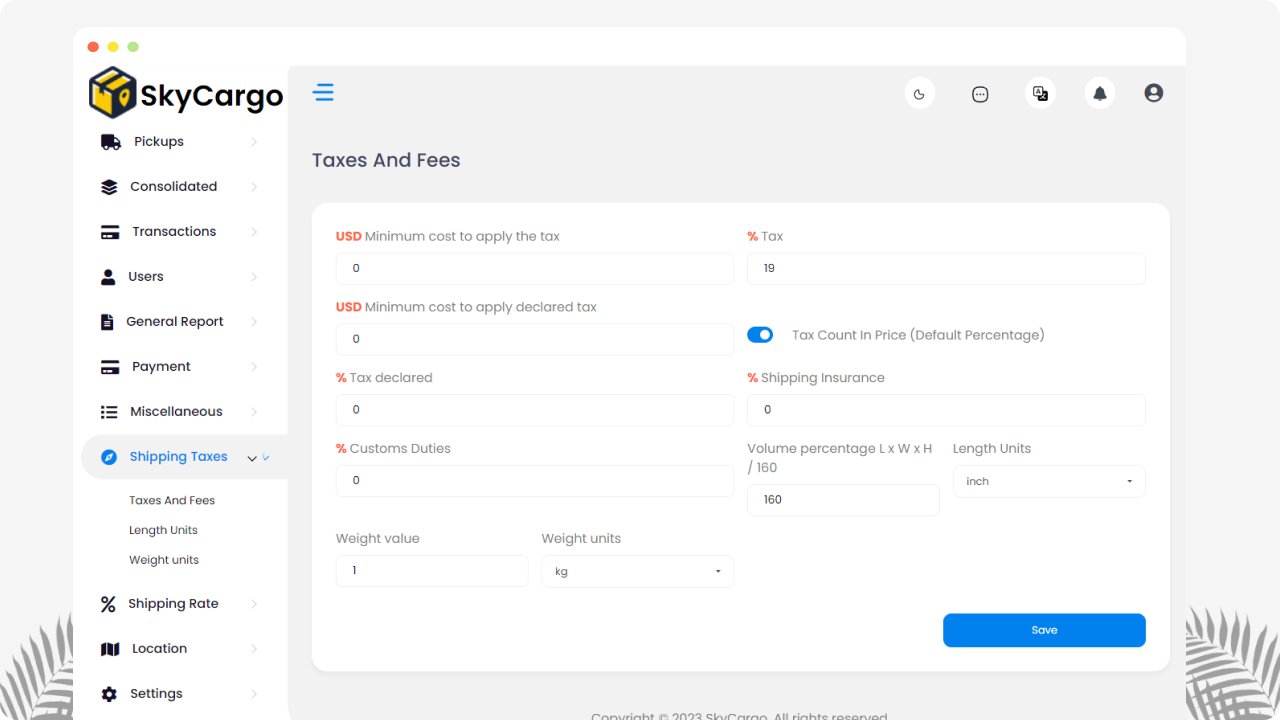 SkyCargo
Pickups
Consolidated
Transactions
Users
General Report
Payment
Miscellaneous
Shipping Taxes
Taxes And Fees
Length Units
Weight units
Shipping Rate
Location
Settings
Taxes And Fees
USD Minimum cost to apply the tax
0
% Tax
19
USD Minimum cost to apply declared tax
0
Tax Count In Price (Default Percentage)
% Tax declared
0
% Shipping Insurance
0
% Customs Duties
0
Volume percentage L x W x H
/ 160
160
Length Units
inch
Weight value
1
Weight units
kg
Save
Copyright © 2023 SkyCargo. All rights reserved